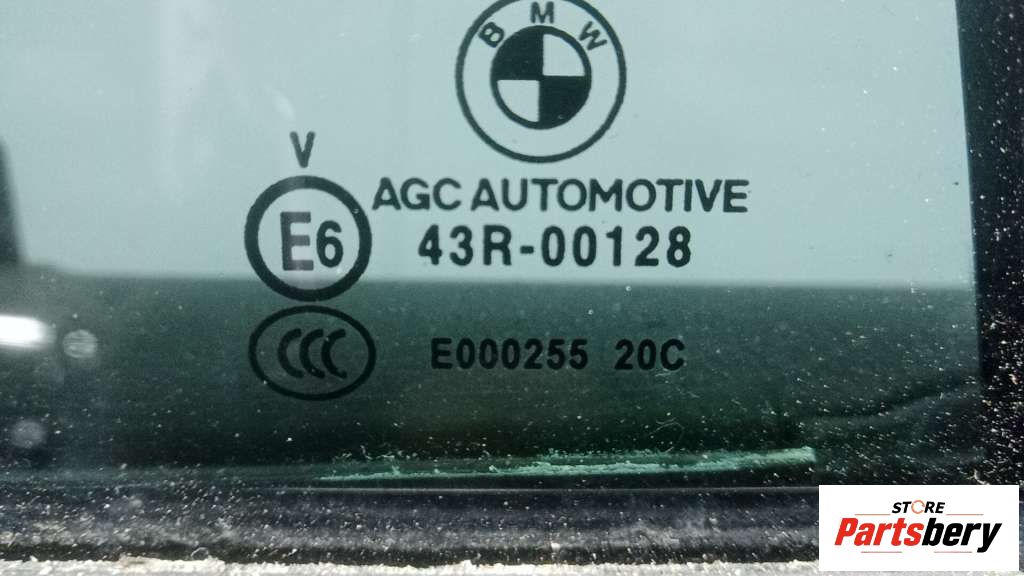 BMW
V
AGC AUTOMOTIVE
E6
43R-00128
CCC
E000255 20C
STORE
Partsbery